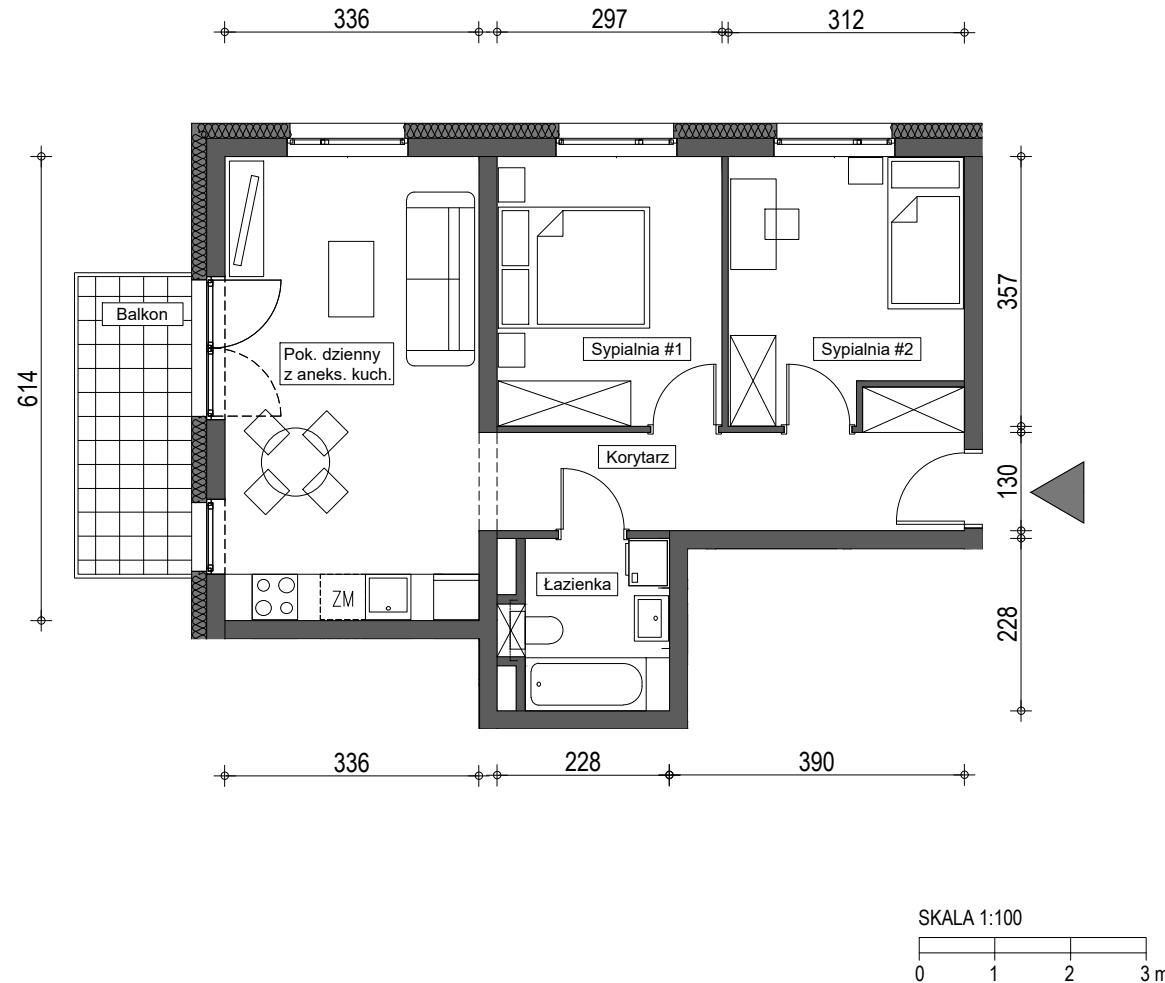 336
297
312
Balkon
Pok. dzienny
z aneks. kuch.
Sypialnia #1
Sypialnia #2
357
614
Korytarz
130
Łazienka
ZM
228
336
228
390
SKALA 1:100
0 1 2 3 m